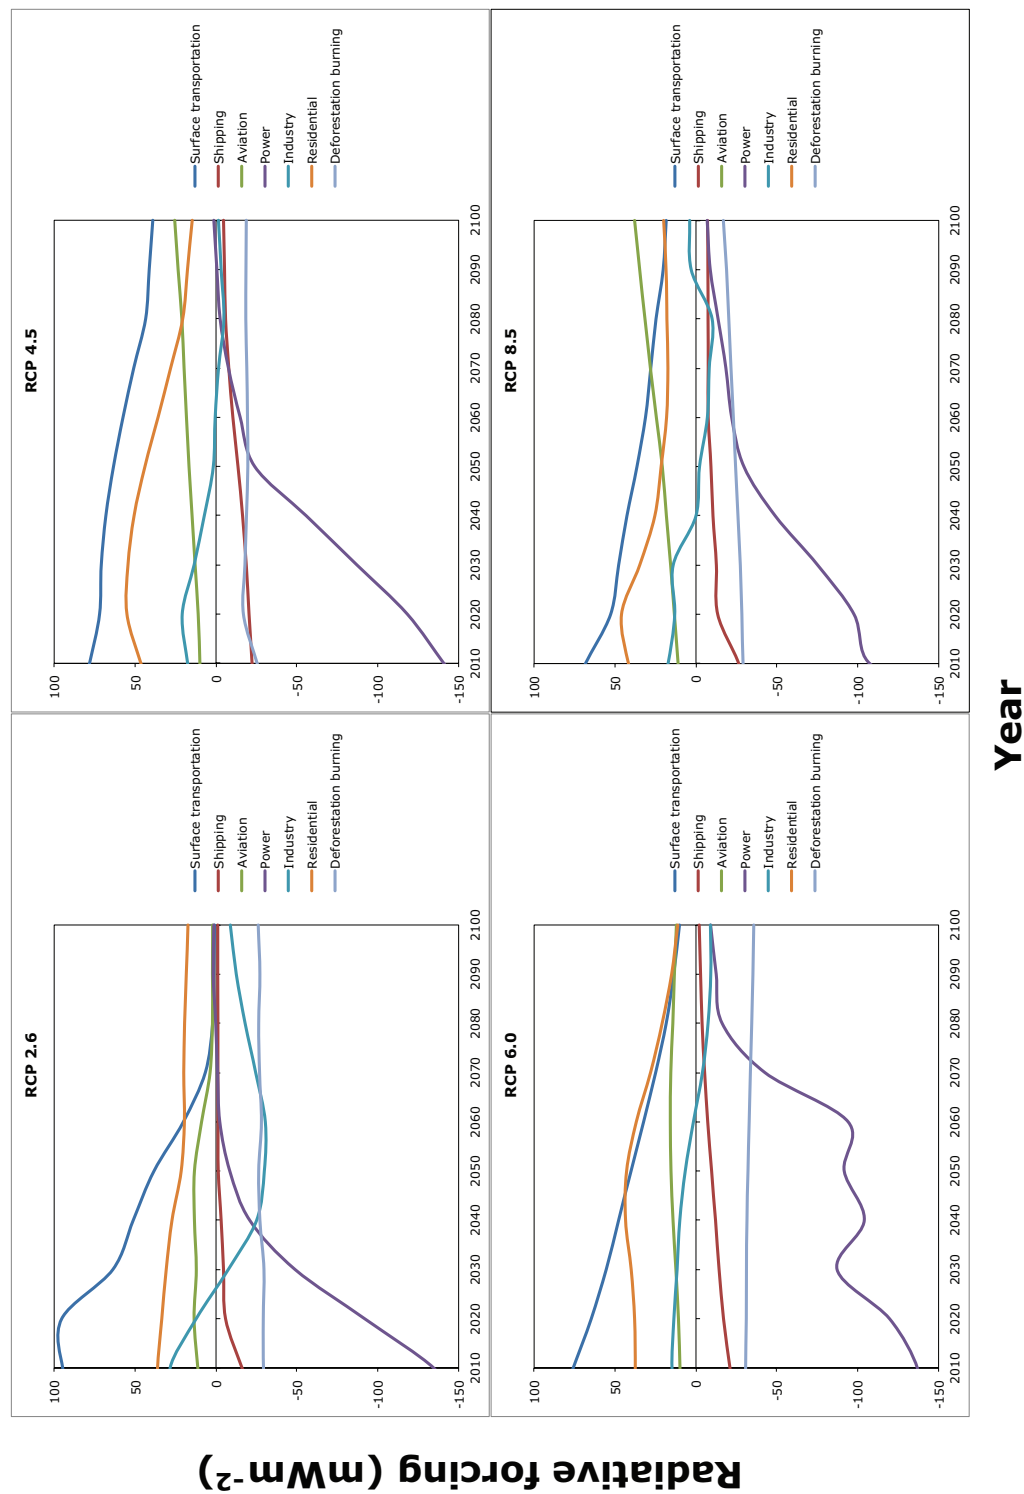 RCP 2.6
100
50
0
-50
-100
-150
2010 2020 2030 2040 2050 2060 2070 2080 2090 2100
Surface transportation
Shipping
Aviation
Power
Industry
Residential
Deforestation burning
RCP 4.5
100
50
0
-50
-100
-150
2010 2020 2030 2040 2050 2060 2070 2080 2090 2100
Surface transportation
Shipping
Aviation
Power
Industry
Residential
Deforestation burning
RCP 6.0
100
50
0
-50
-100
-150
2010 2020 2030 2040 2050 2060 2070 2080 2090 2100
Surface transportation
Shipping
Aviation
Power
Industry
Residential
Deforestation burning
RCP 8.5
100
50
0
-50
-100
-150
2010 2020 2030 2040 2050 2060 2070 2080 2090 2100
Surface transportation
Shipping
Aviation
Power
Industry
Residential
Deforestation burning
Radiative forcing (mWm⁻²)
Year